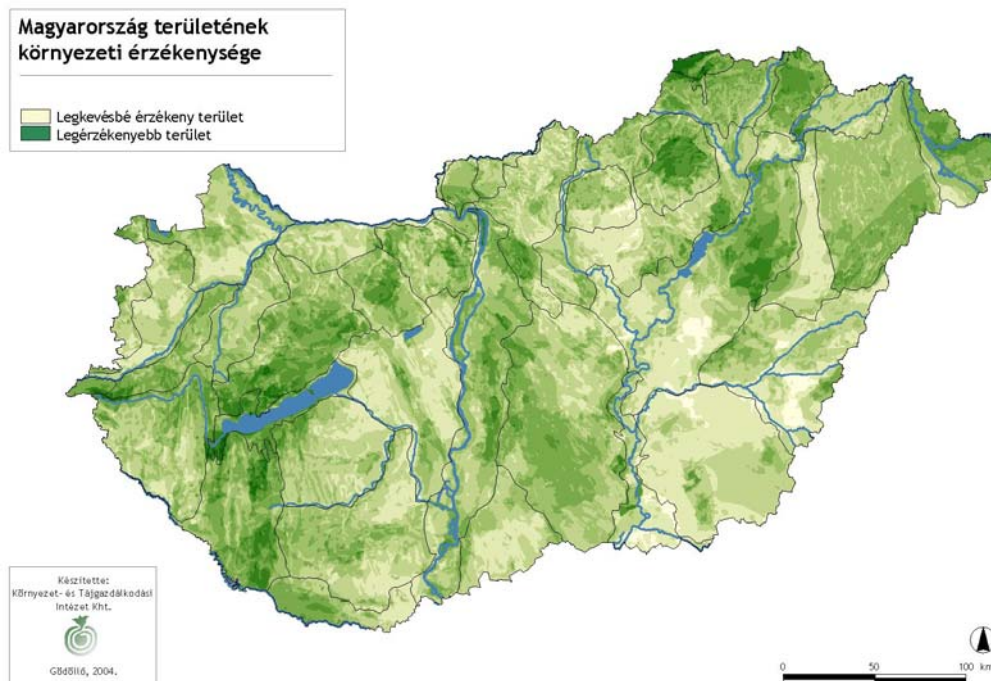 Magyarország területének
környezeti érzékenysége
Legkevésbé érzékeny terület
Legérzékenyebb terület
Készítette:
Környezet- és Tájgazdálkodási
Intézet Kht.
Gödöllő, 2004.
0 50 100 km